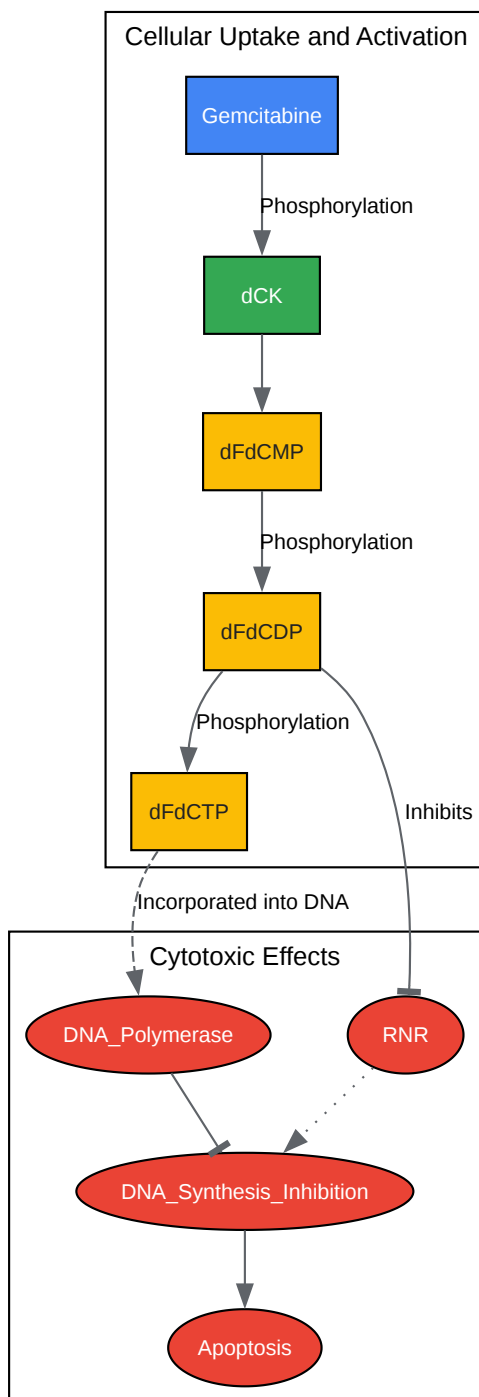 Cellular Uptake and Activation
Gemcitabine
Phosphorylation
dCK
dFdCMP
Phosphorylation
dFdCDP
Phosphorylation
dFdCTP
Inhibits
Incorporated into DNA
Cytotoxic Effects
DNA_Polymerase
RNR
DNA_Synthesis_Inhibition
Apoptosis